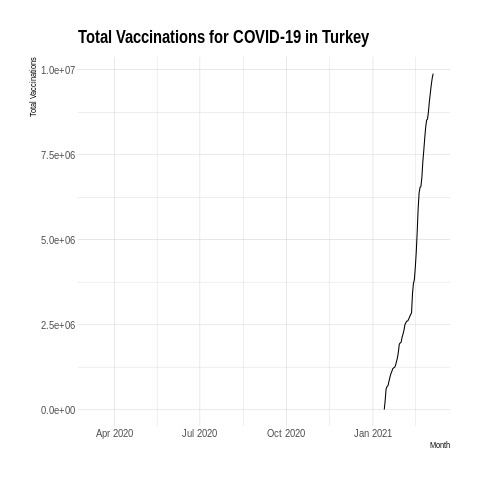 Total Vaccinations for COVID-19 in Turkey
Total Vaccinations
1.0e+07
7.5e+06
5.0e+06
2.5e+06
0.0e+00
Apr 2020 Jul 2020 Oct 2020 Jan 2021
Month